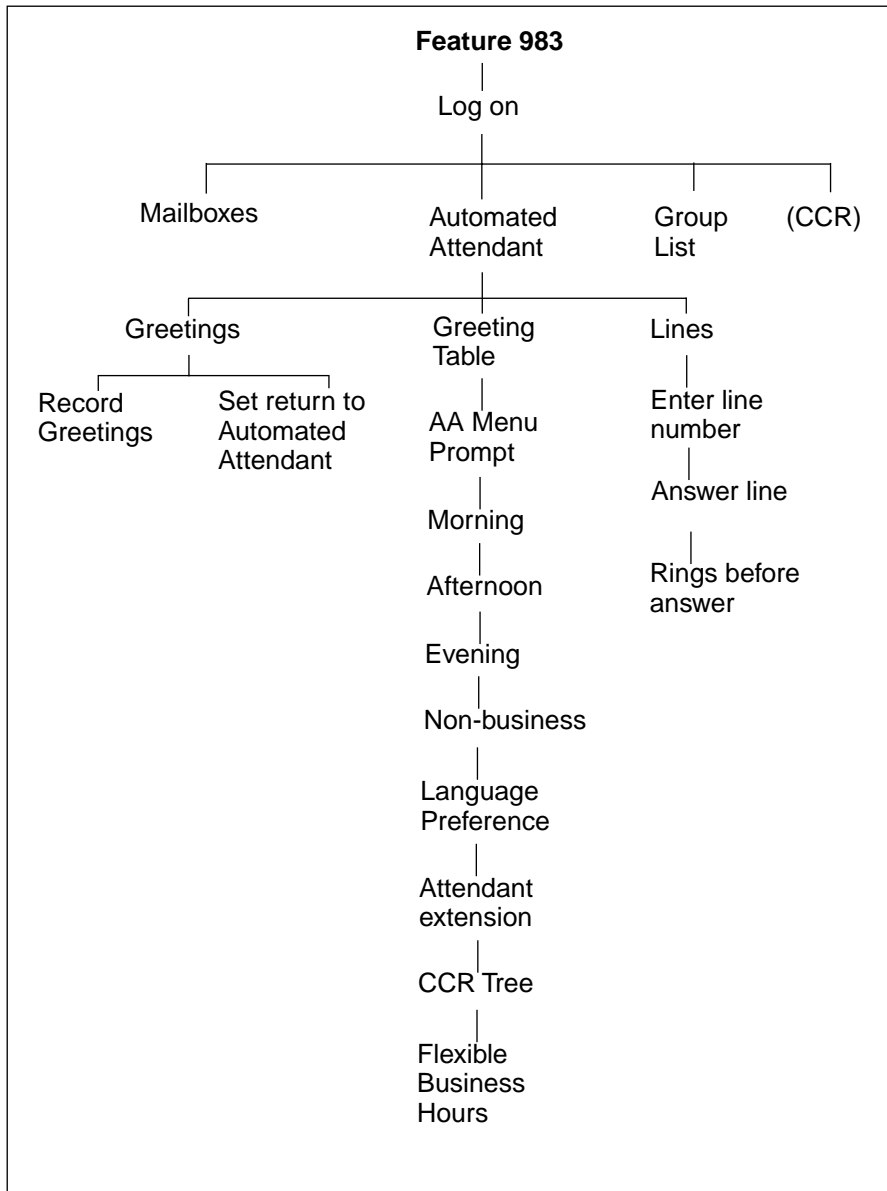 Feature 983
Log on
Mailboxes
Automated
Attendant
Group
List
(CCR)
Greetings
Greeting
Table
Lines
Record
Greetings
Set return to
Automated
Attendant
AA Menu
Prompt
Enter line
number
Morning
Answer line
Afternoon
Rings before
answer
Evening
Non-business
Language
Preference
Attendant
extension
CCR Tree
Flexible
Business
Hours